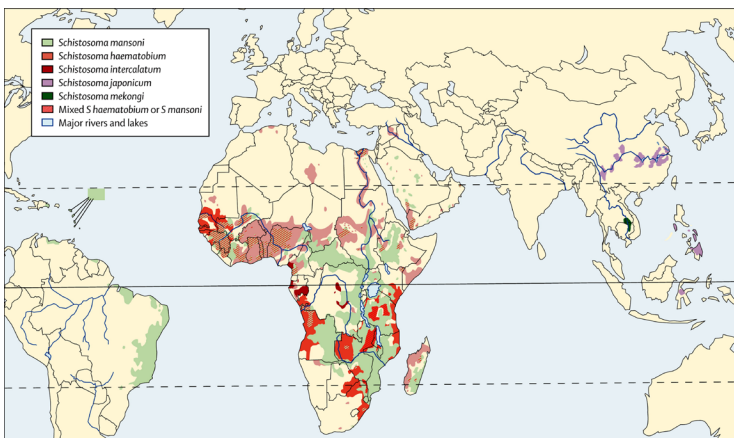 Schistosoma mansoni
Schistosoma haematobium
Schistosoma intercalatum
Schistosoma japonicum
Schistosoma mekongi
Mixed S haematobium or S mansoni
Major rivers and lakes